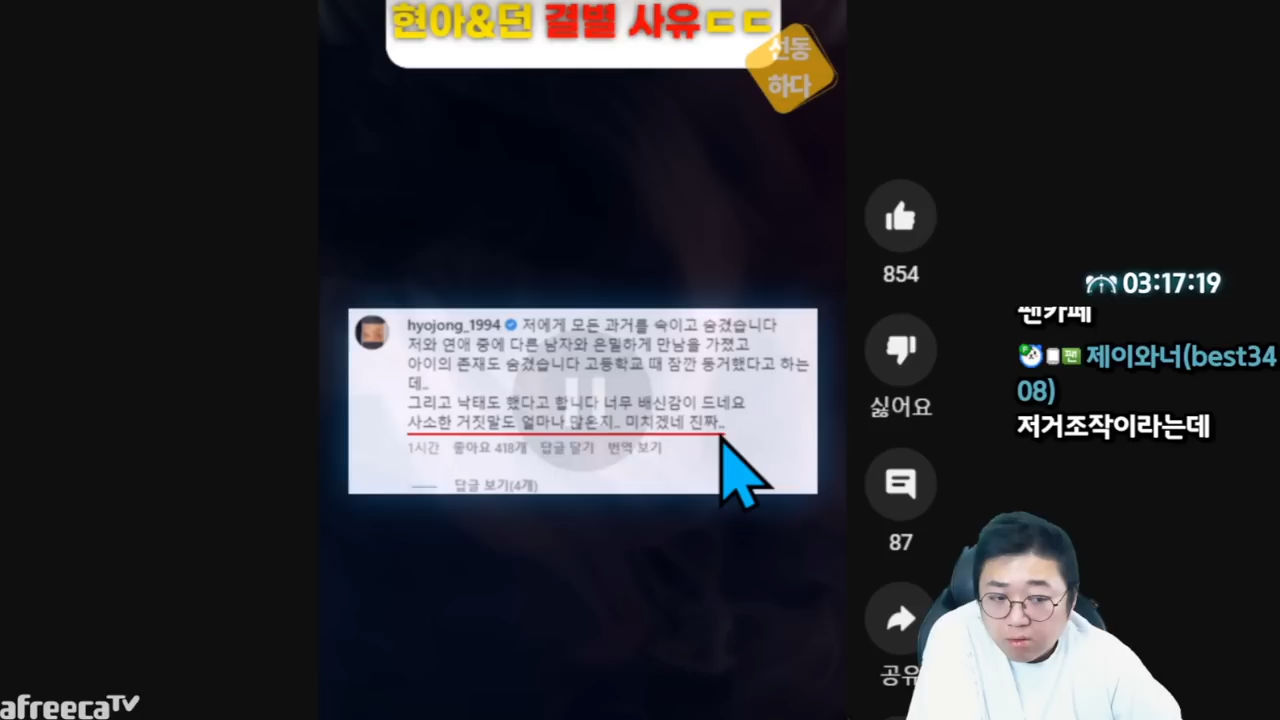 현아&던 결별 사유ㄷㄷ
선동
하다
hyojong_1994 저에게 모든 과거를 속이고 숨겼습니다
저와 연애 중에 다른 남자와 은밀하게 만남을 가졌고
아이의 존재도 숨겼습니다 고등학교 때 잠깐 동거했다고 하는
데..
그리고 낙태도 했다고 합니다 너무 배신감이 드네요
사소한 거짓말도 얼마나 많은지.. 미치겠네 진짜..
1시간 좋아요 418개 답글 달기 번역 보기
답글 보기(4개)
854
싫어요
87
공유
03:17:19
쌘카페
팬 제이와너(best34
08)
저거조작이라는데
afreecaTV